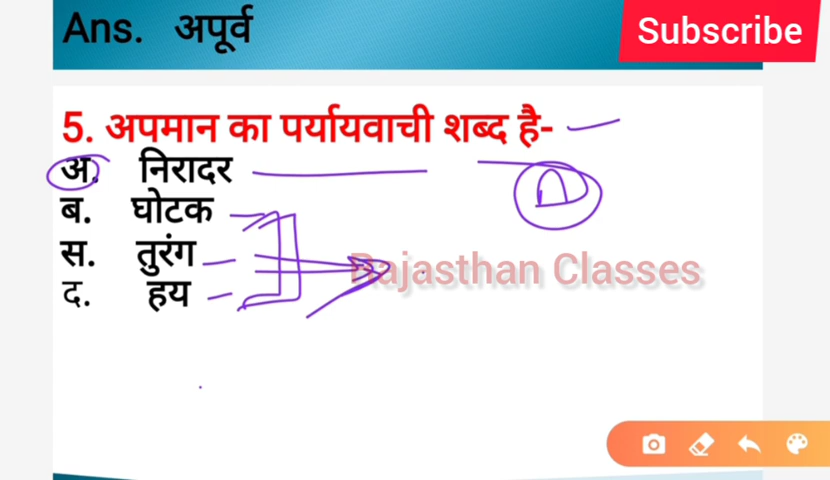 Ans. अपूर्व
Subscribe
5. अपमान का पर्यायवाची शब्द है-
अ. निरादर
ब. घोटक
स. तुरंग
द. हय
Rajasthan Classes